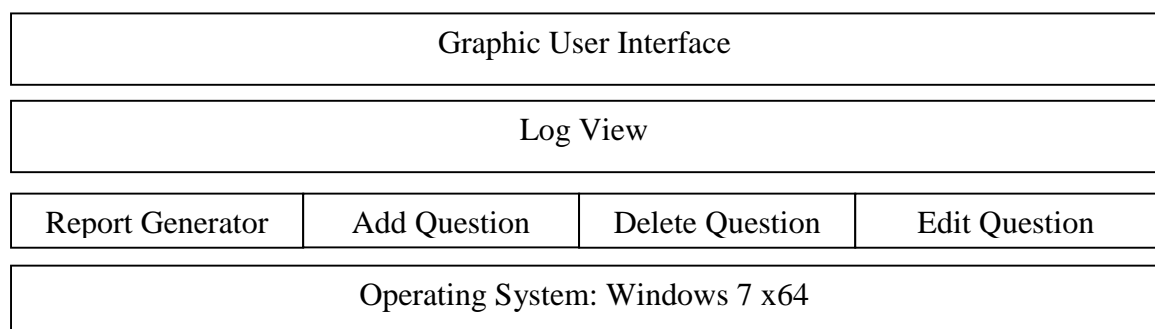 Graphic User Interface
Log View
Report Generator Add Question Delete Question Edit Question
Operating System: Windows 7 x64